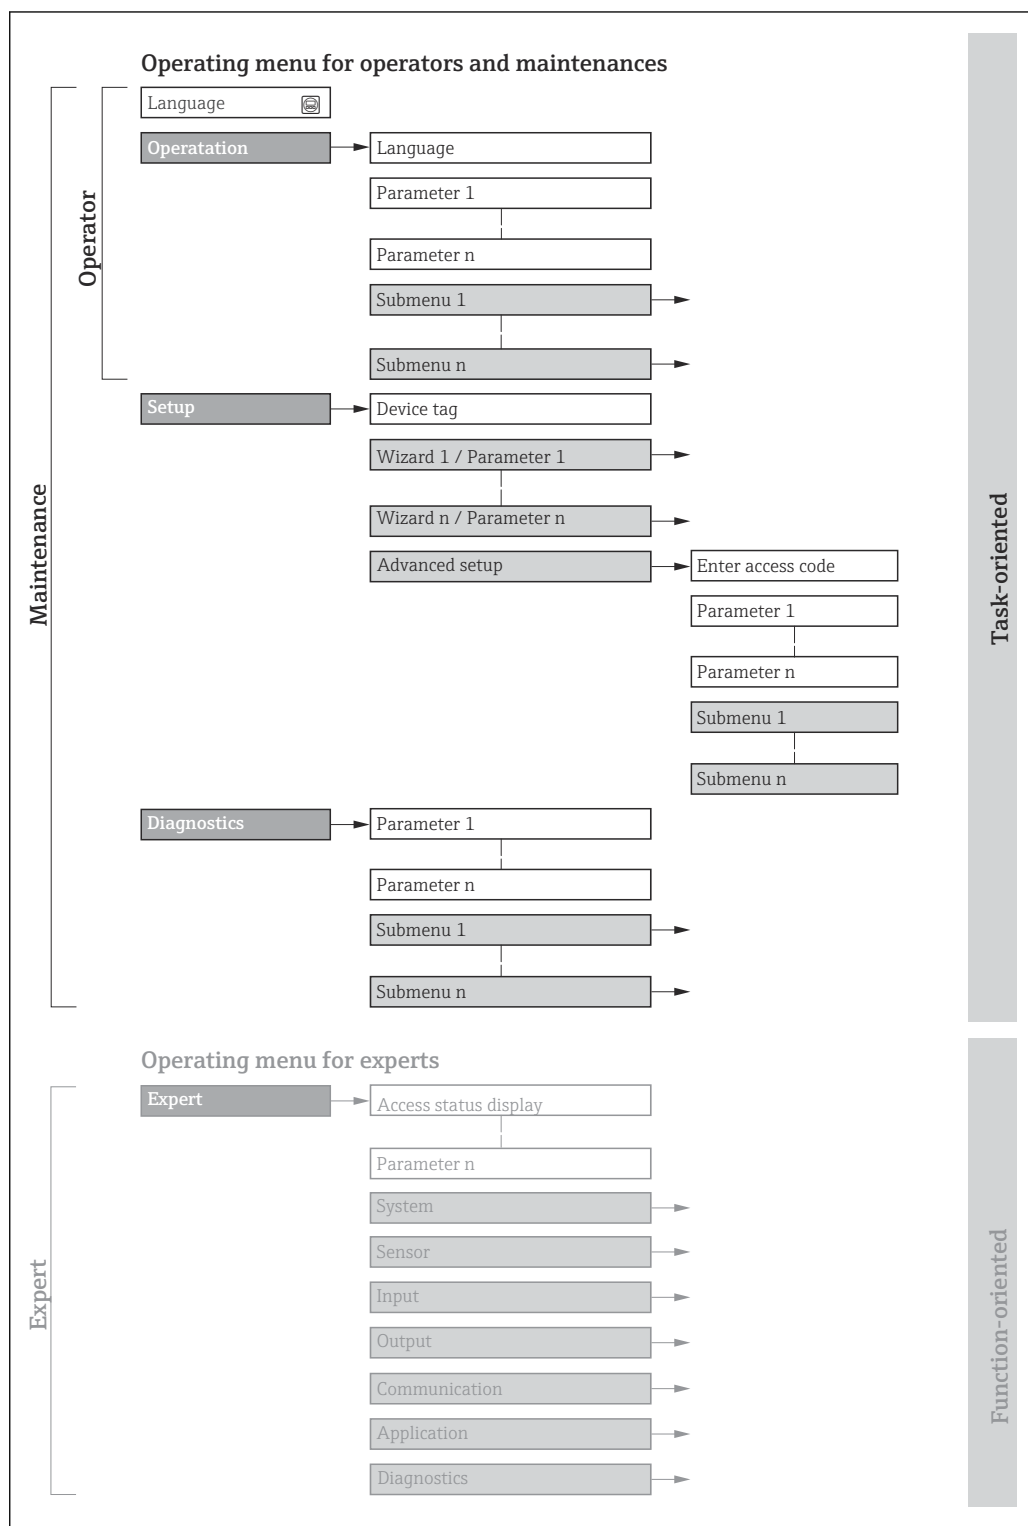 Operating menu for operators and maintenances
Language
Operatation
Language
Parameter 1
Parameter n
Submenu 1
Submenu n
Operator
Setup
Device tag
Wizard 1 / Parameter 1
Wizard n / Parameter n
Advanced setup
Enter access code
Parameter 1
Parameter n
Submenu 1
Submenu n
Maintenance
Task-oriented
Diagnostics
Parameter 1
Parameter n
Submenu 1
Submenu n
Operating menu for experts
Expert
Access status display
Parameter n
System
Sensor
Input
Output
Communication
Application
Diagnostics
Expert
Function-oriented